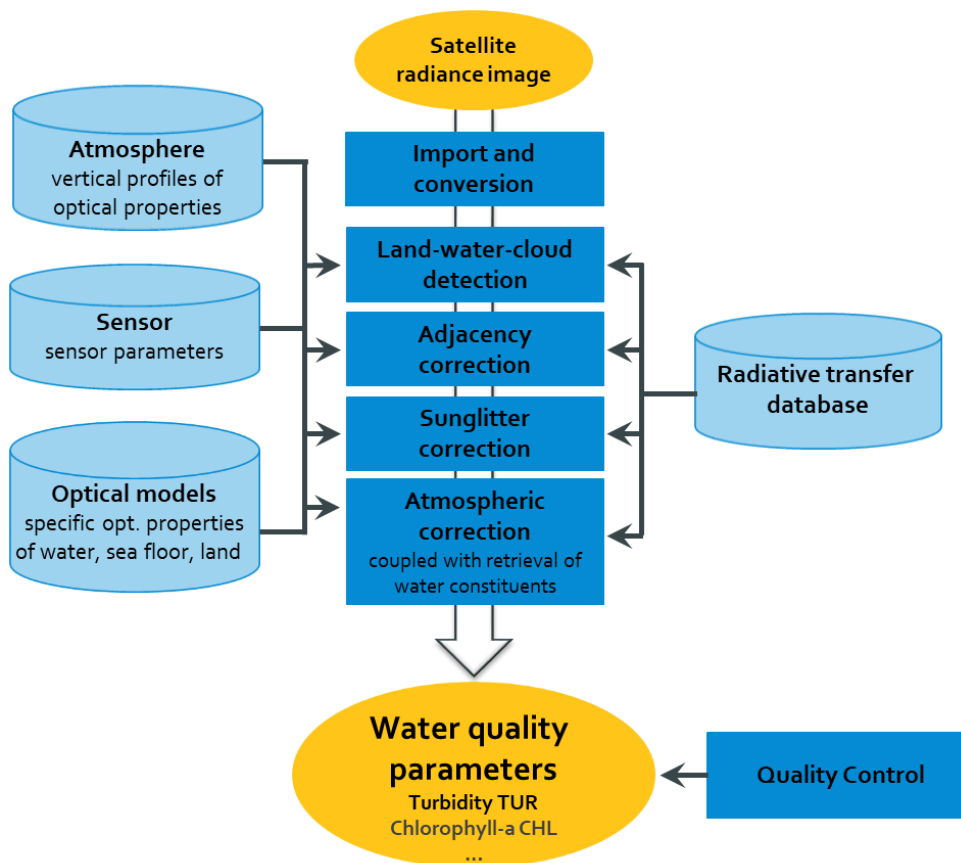 Satellite
radiance image
Atmosphere
vertical profiles of
optical properties
Import and
conversion
Land-water-cloud
detection
Sensor
sensor parameters
Adjacency
correction
Radiative transfer
database
Sunglitter
correction
Optical models
specific opt. properties
of water, sea floor, land
Atmospheric
correction
coupled with retrieval of
water constituents
Water quality
parameters
Turbidity TUR
Chlorophyll-a CHL
...
Quality Control